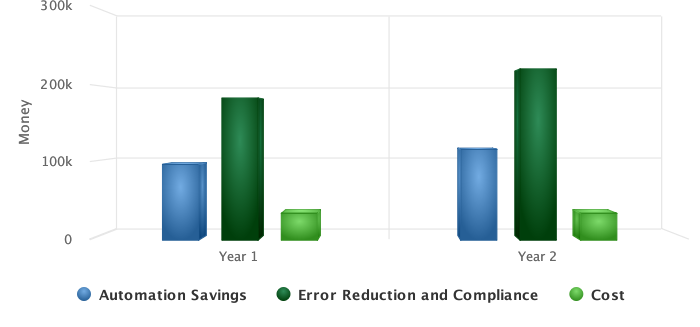 300k
200k
Money
100k
0
Year 1 Year 2
Automation Savings Error Reduction and Compliance Cost